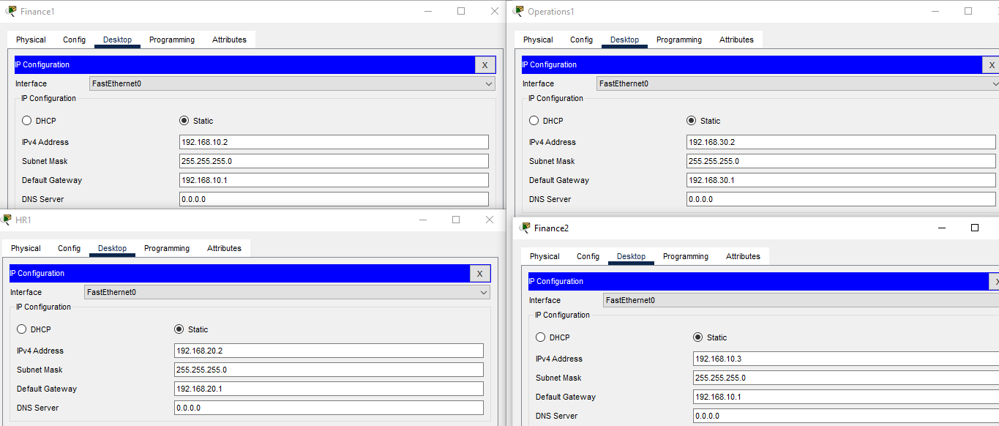 Finance1
Physical Config Desktop Programming Attributes
IP Configuration X
Interface FastEthernet0
IP Configuration
DHCP Static
IPv4 Address 192.168.10.2
Subnet Mask 255.255.255.0
Default Gateway 192.168.10.1
DNS Server 0.0.0.0
Operations1
Physical Config Desktop Programming Attributes
IP Configuration X
Interface FastEthernet0
IP Configuration
DHCP Static
IPv4 Address 192.168.30.2
Subnet Mask 255.255.255.0
Default Gateway 192.168.30.1
DNS Server 0.0.0.0
HR1
Physical Config Desktop Programming Attributes
IP Configuration X
Interface FastEthernet0
IP Configuration
DHCP Static
IPv4 Address 192.168.20.2
Subnet Mask 255.255.255.0
Default Gateway 192.168.20.1
DNS Server 0.0.0.0
Finance2
Physical Config Desktop Programming Attributes
IP Configuration X
Interface FastEthernet0
IP Configuration
DHCP Static
IPv4 Address 192.168.10.3
Subnet Mask 255.255.255.0
Default Gateway 192.168.10.1
DNS Server 0.0.0.0